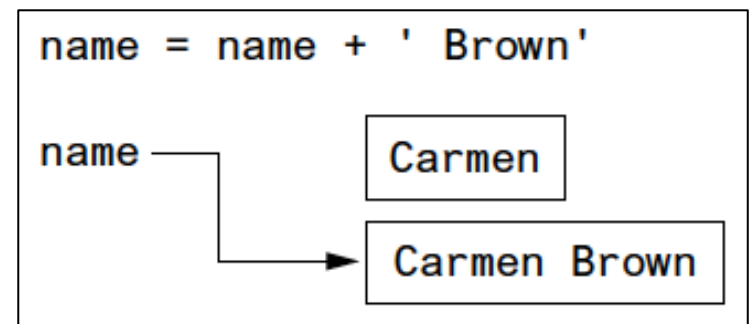 name = name + ' Brown'
name
Carmen
Carmen Brown